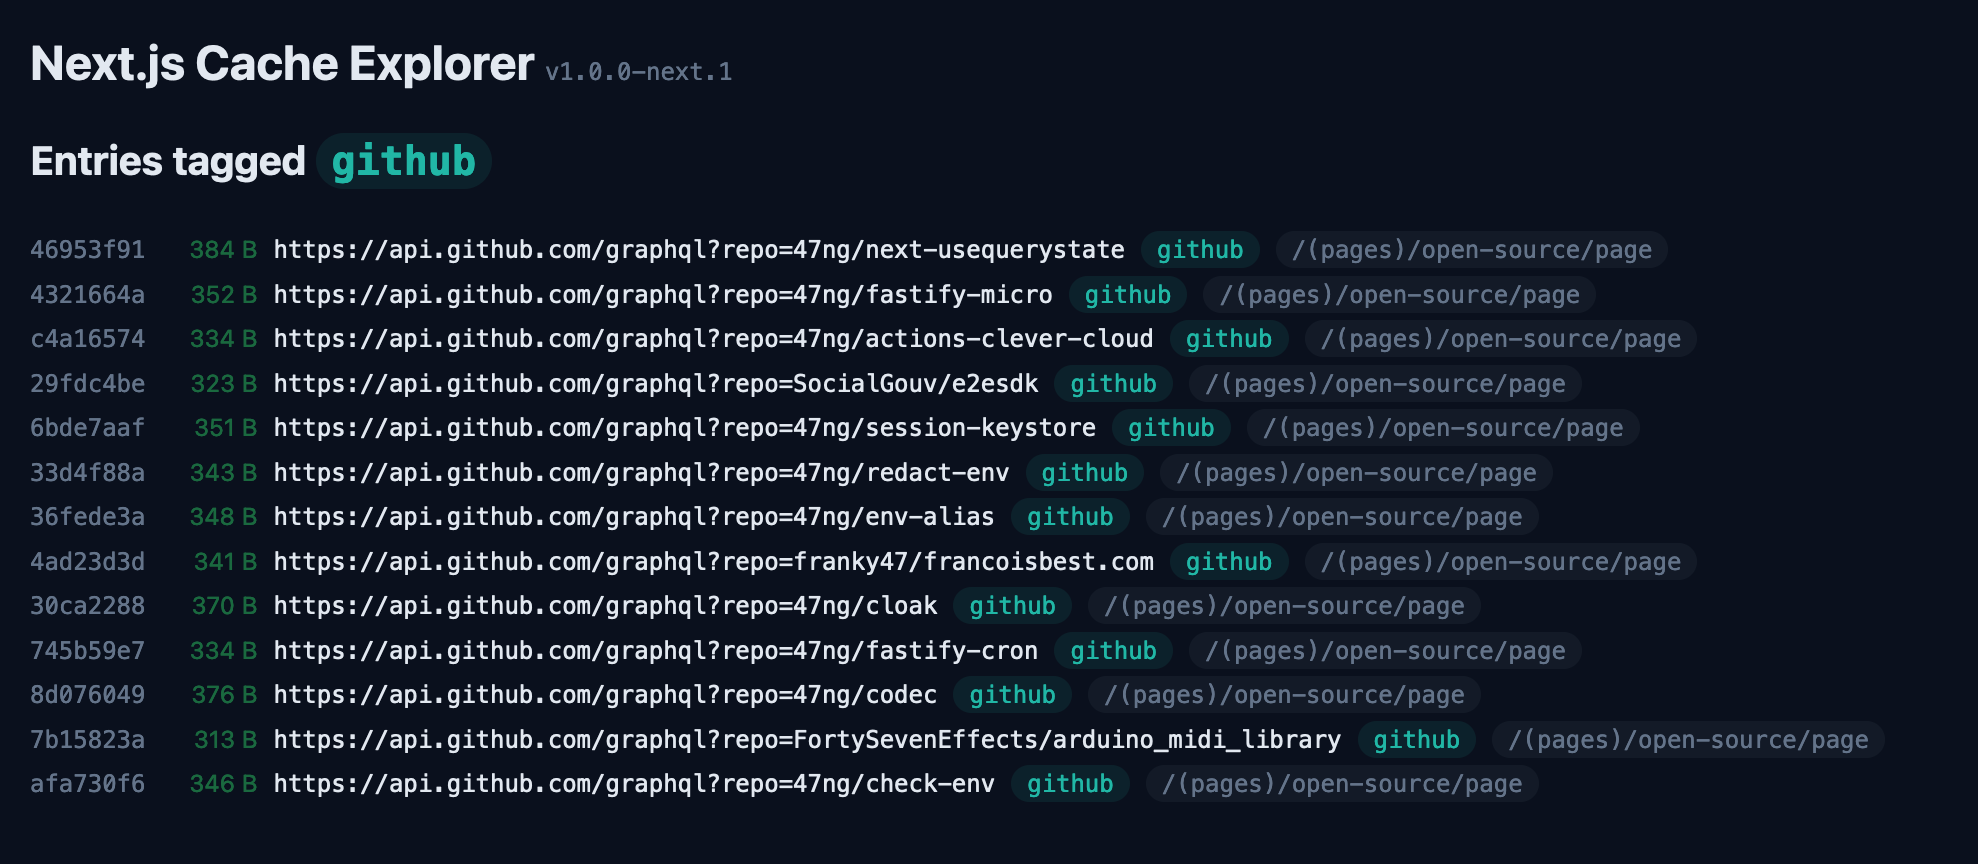 Next.js Cache Explorer v1.0.0-next.1
Entries tagged github
46953f91 384 B https://api.github.com/graphql?repo=47ng/next-usequerystate github /(pages)/open-source/page
4321664a 352 B https://api.github.com/graphql?repo=47ng/fastify-micro github /(pages)/open-source/page
c4a16574 334 B https://api.github.com/graphql?repo=47ng/actions-clever-cloud github /(pages)/open-source/page
29fdc4be 323 B https://api.github.com/graphql?repo=SocialGouv/e2esdk github /(pages)/open-source/page
6bde7aaf 351 B https://api.github.com/graphql?repo=47ng/session-keystore github /(pages)/open-source/page
33d4f88a 343 B https://api.github.com/graphql?repo=47ng/redact-env github /(pages)/open-source/page
36fede3a 348 B https://api.github.com/graphql?repo=47ng/env-alias github /(pages)/open-source/page
4ad23d3d 341 B https://api.github.com/graphql?repo=franky47/francoisbest.com github /(pages)/open-source/page
30ca2288 370 B https://api.github.com/graphql?repo=47ng/cloak github /(pages)/open-source/page
745b59e7 334 B https://api.github.com/graphql?repo=47ng/fastify-cron github /(pages)/open-source/page
8d076049 376 B https://api.github.com/graphql?repo=47ng/codec github /(pages)/open-source/page
7b15823a 313 B https://api.github.com/graphql?repo=FortySevenEffects/arduino_midi_library github /(pages)/open-source/page
afa730f6 346 B https://api.github.com/graphql?repo=47ng/check-env github /(pages)/open-source/page